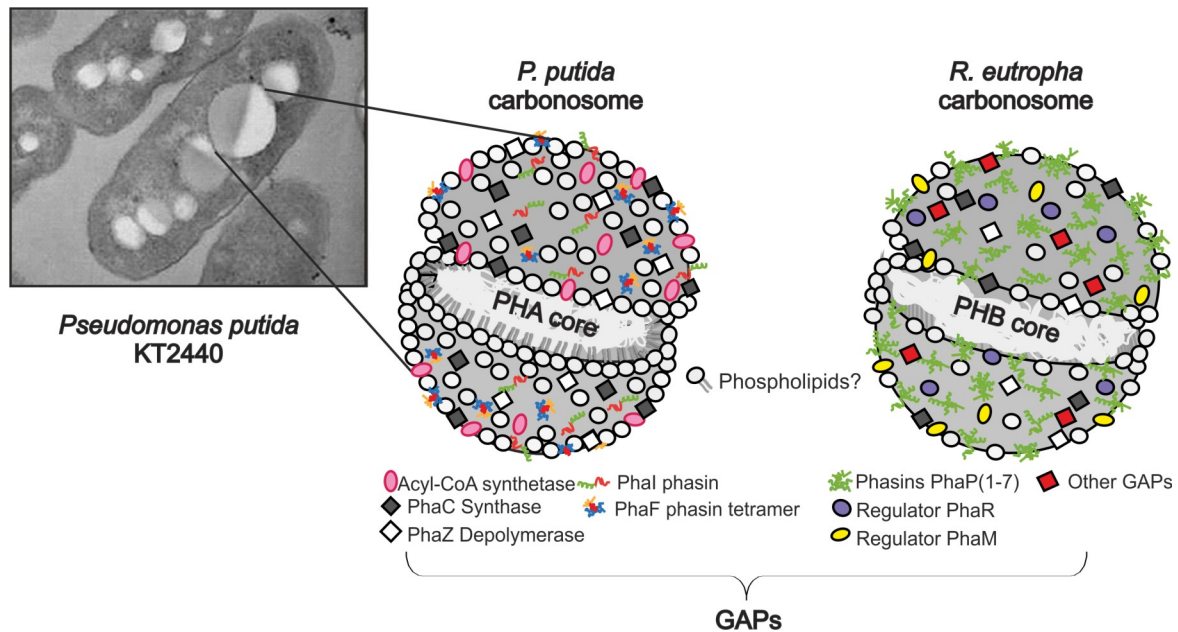 P. putida
carbonosome
R. eutropha
carbonosome
PHA core
PHB core
Pseudomonas putida
KT2440
Phospholipids?
Acyl-CoA synthetase
PhaC Synthase
PhaZ Depolymerase
PhaI phasin
PhaF phasin tetramer
Phasins PhaP(1-7)
Regulator PhaR
Regulator PhaM
Other GAPs
GAPs